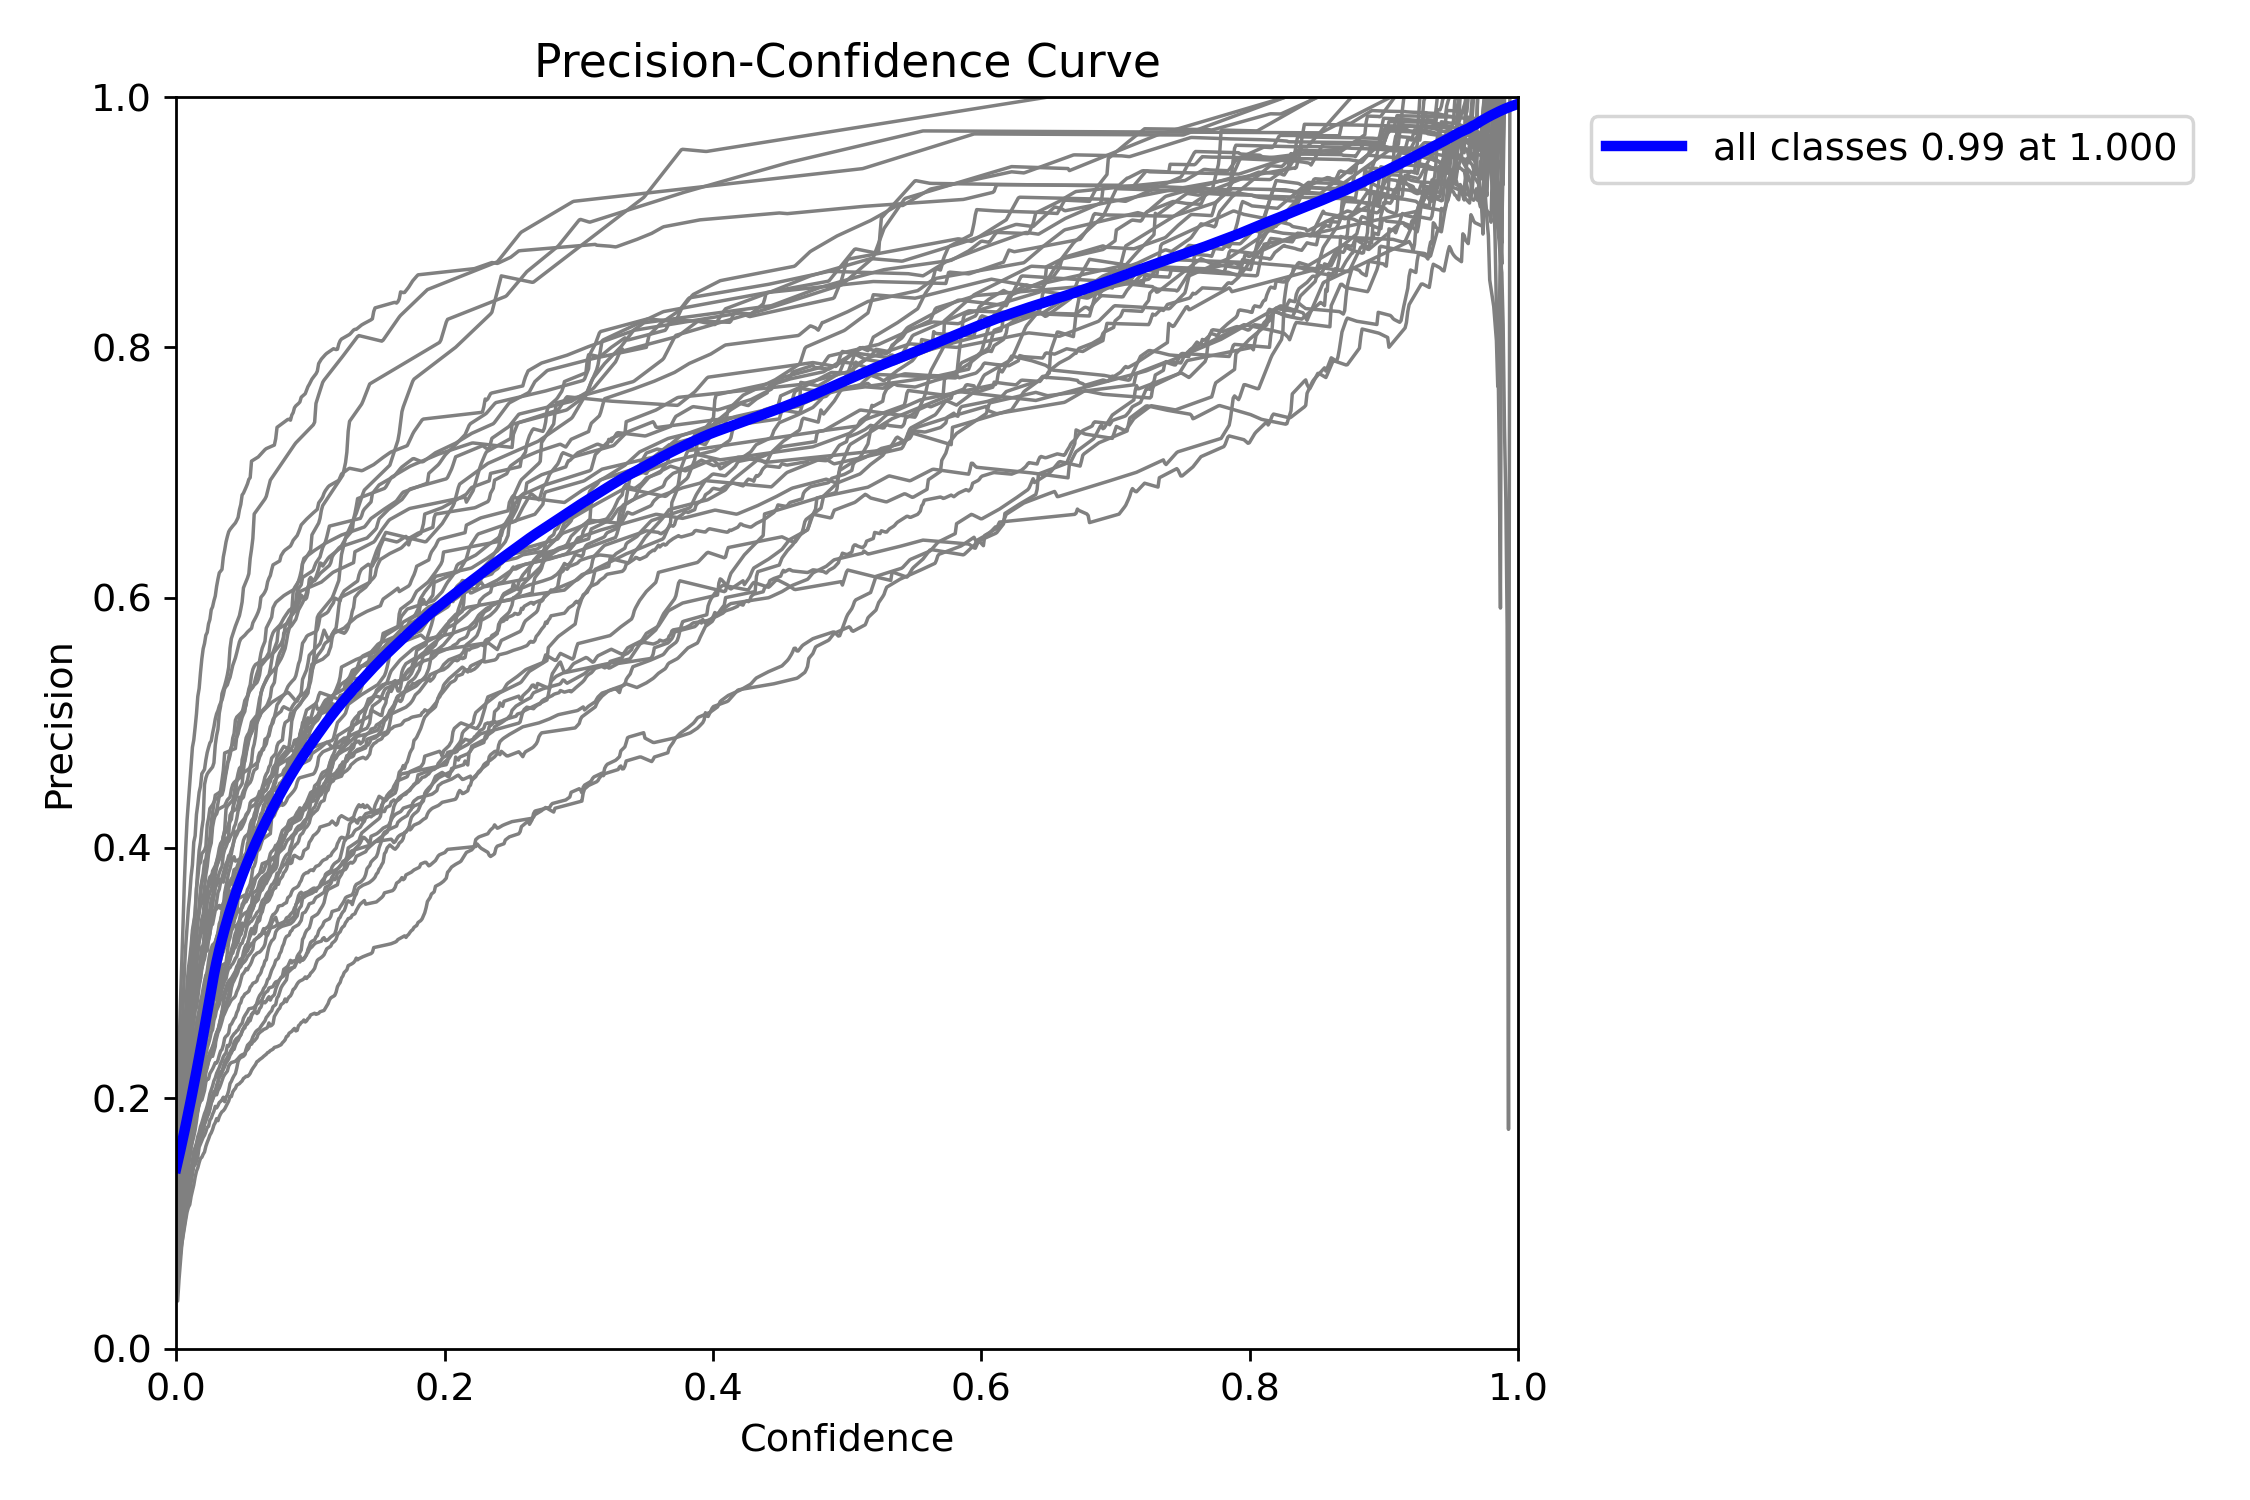 Precision-Confidence Curve
all classes 0.99 at 1.000
1.0
0.8
0.6
0.4
0.2
0.0
Precision
0.0 0.2 0.4 0.6 0.8 1.0
Confidence